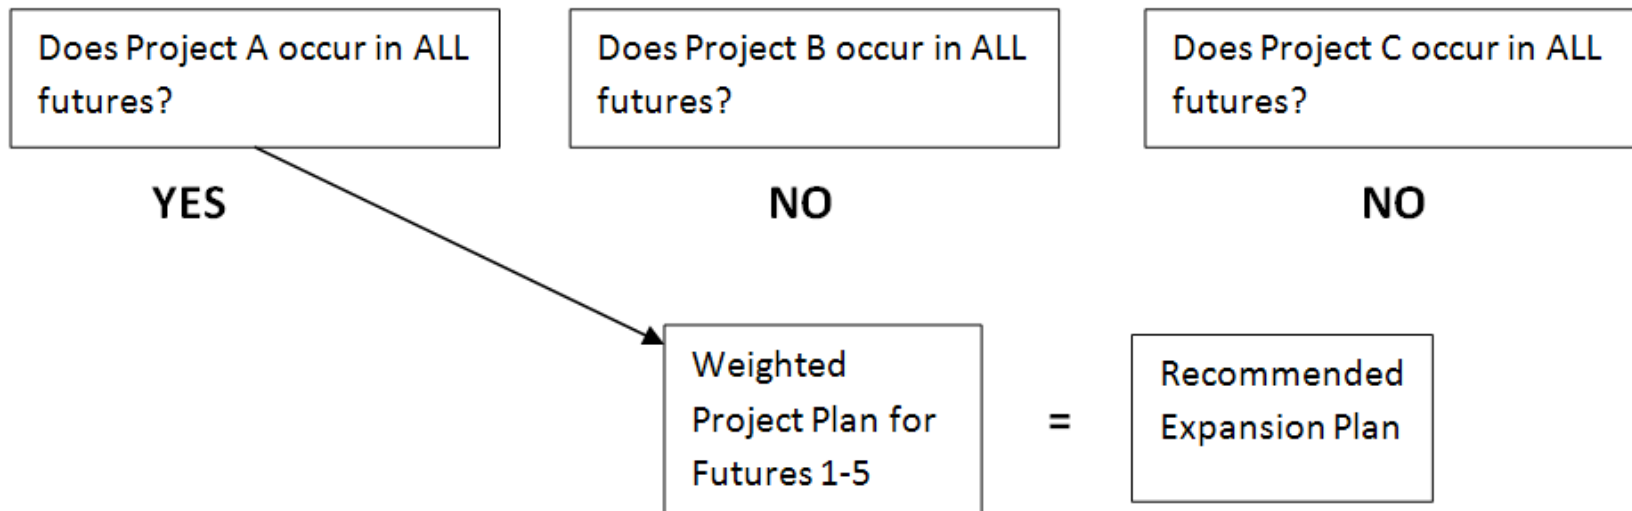 Does Project A occur in ALL
futures?
Does Project B occur in ALL
futures?
Does Project C occur in ALL
futures?
YES
NO
NO
Weighted
Project Plan for
Futures 1-5
=
Recommended
Expansion Plan